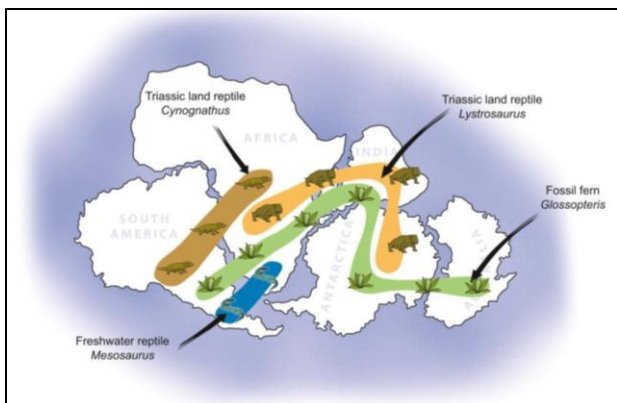 Triassic land reptile
Cynognathus
Triassic land reptile
Lystrosaurus
AFRICA
INDIA
Fossil fern
Glossopteris
SOUTH
AMERICA
ANTARCTICA
Freshwater reptile
Mesosaurus